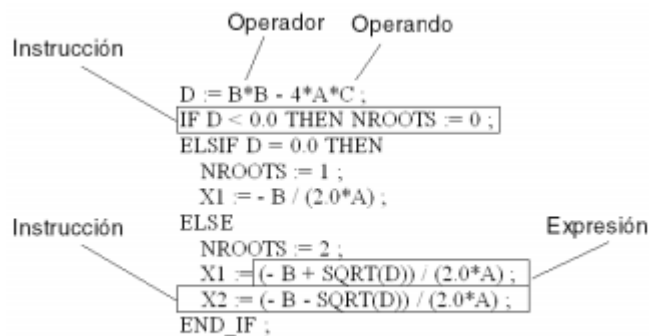 Operador Operando
Instrucción
D := B*B - 4*A*C ;
IF D < 0.0 THEN NROOTS := 0 ;
ELSIF D = 0.0 THEN
NROOTS := 1 ;
X1 := - B / (2.0*A) ;
ELSE
Instrucción
Expresión
NROOTS := 2 ;
X1 := (- B + SQRT(D)) / (2.0*A) ;
X2 := (- B - SQRT(D)) / (2.0*A) ;
END_IF ;